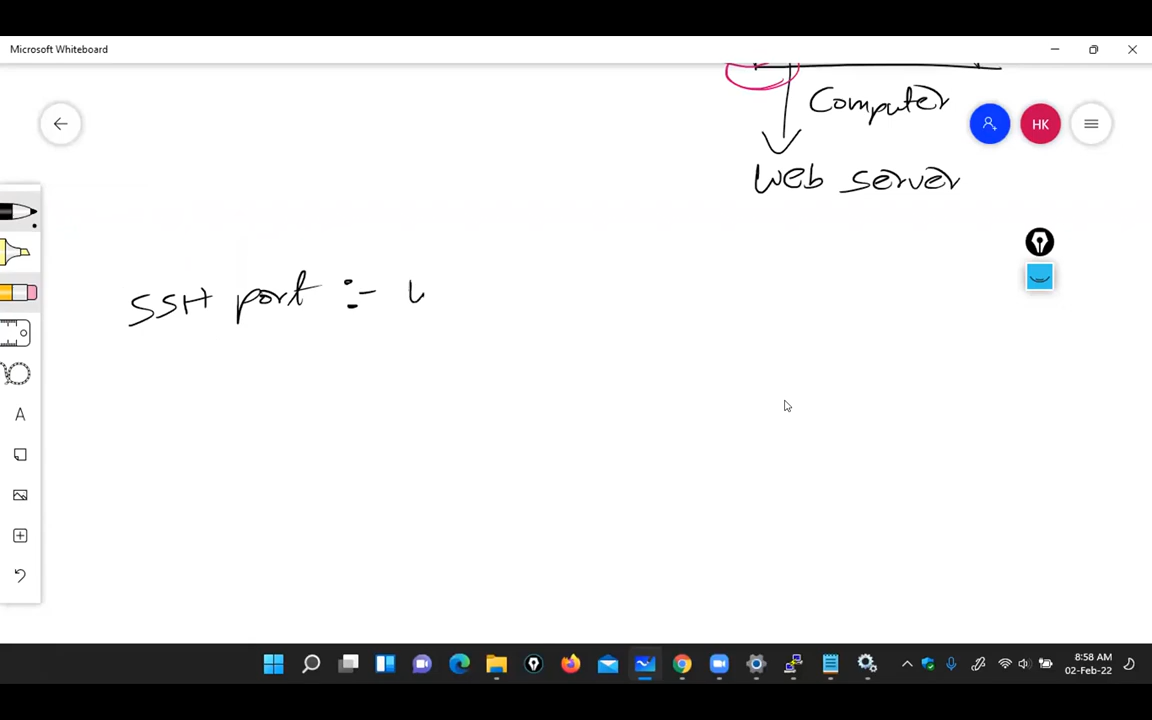 Microsoft Whiteboard
Computer
HK
Web server
SSH port :-
A
8:58 AM
02-Feb-22